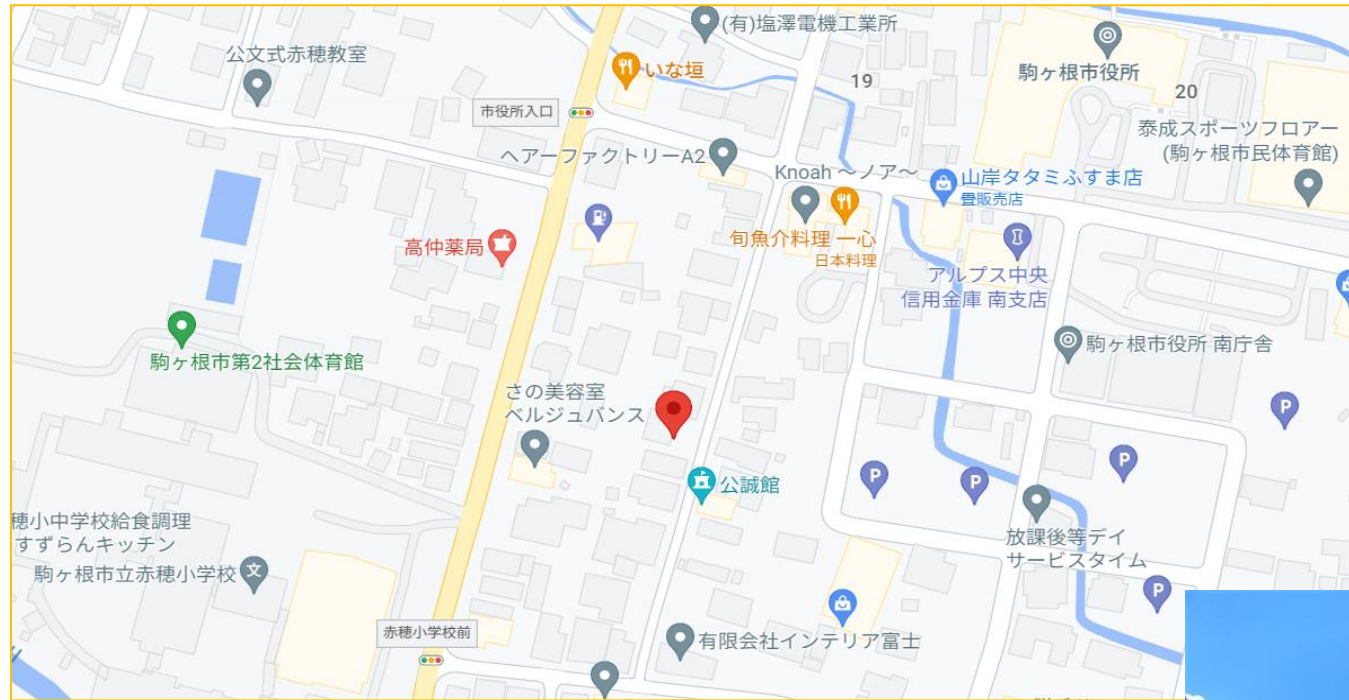 (有)塩澤電機工業所
公文式赤穂教室
いな垣
19
駒ヶ根市役所
20
市役所入口
泰成スポーツフロアー
(駒ヶ根市民体育館)
ヘアーファクトリーA2
Knoah ～ノア～
山岸タタミふすま店
畳販売店
高仲薬局
旬魚介料理 一心
日本料理
アルプス中央
信用金庫 南支店
駒ヶ根市役所 南庁舎
駒ヶ根市第2社会体育館
さの美容室
ベルジュバンス
P
P
公誠館
P
P
穂小中学校給食調理
すずらんキッチン
放課後等デイ
サービスタイム
駒ヶ根市立赤穂小学校
文
P
赤穂小学校前
有限会社インテリア富士